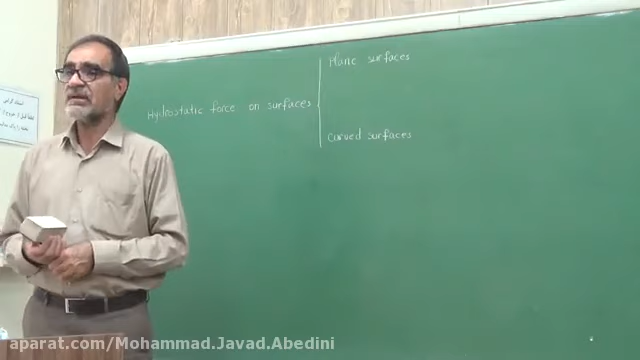 Plane surfaces
Hydrostatic force on surfaces
Curved surfaces
aparat.com/Mohammad.Javad.Abedini